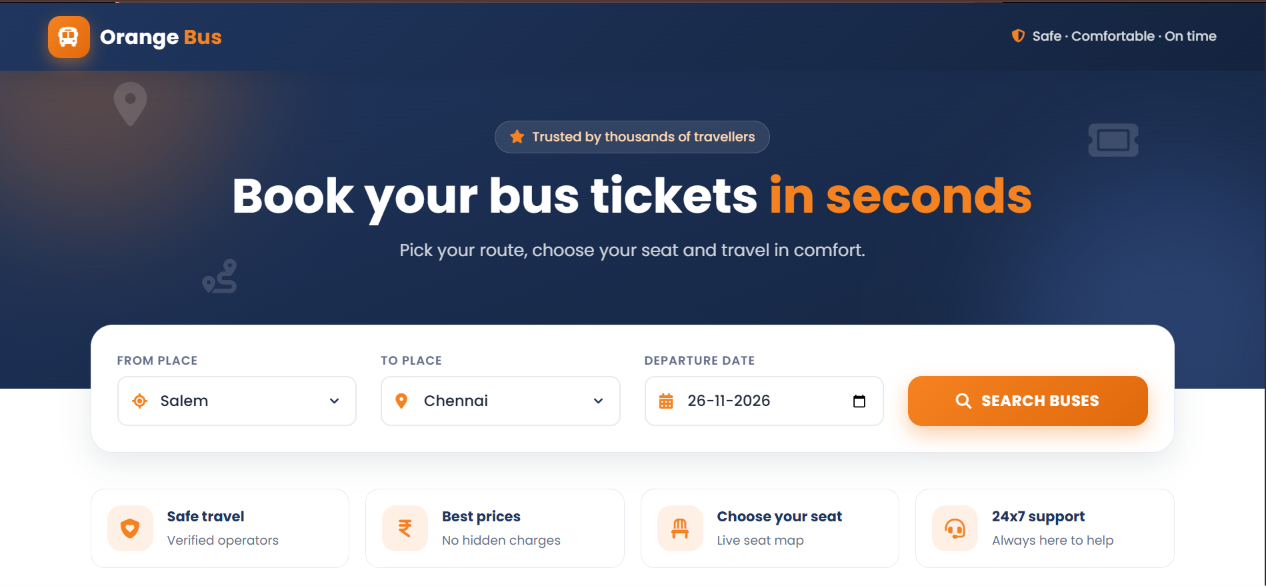 Orange Bus
Safe · Comfortable · On time
Trusted by thousands of travellers
Book your bus tickets in seconds
Pick your route, choose your seat and travel in comfort.
FROM PLACE
Salem
TO PLACE
Chennai
DEPARTURE DATE
26-11-2026
SEARCH BUSES
Safe travel
Verified operators
Best prices
No hidden charges
Choose your seat
Live seat map
24x7 support
Always here to help